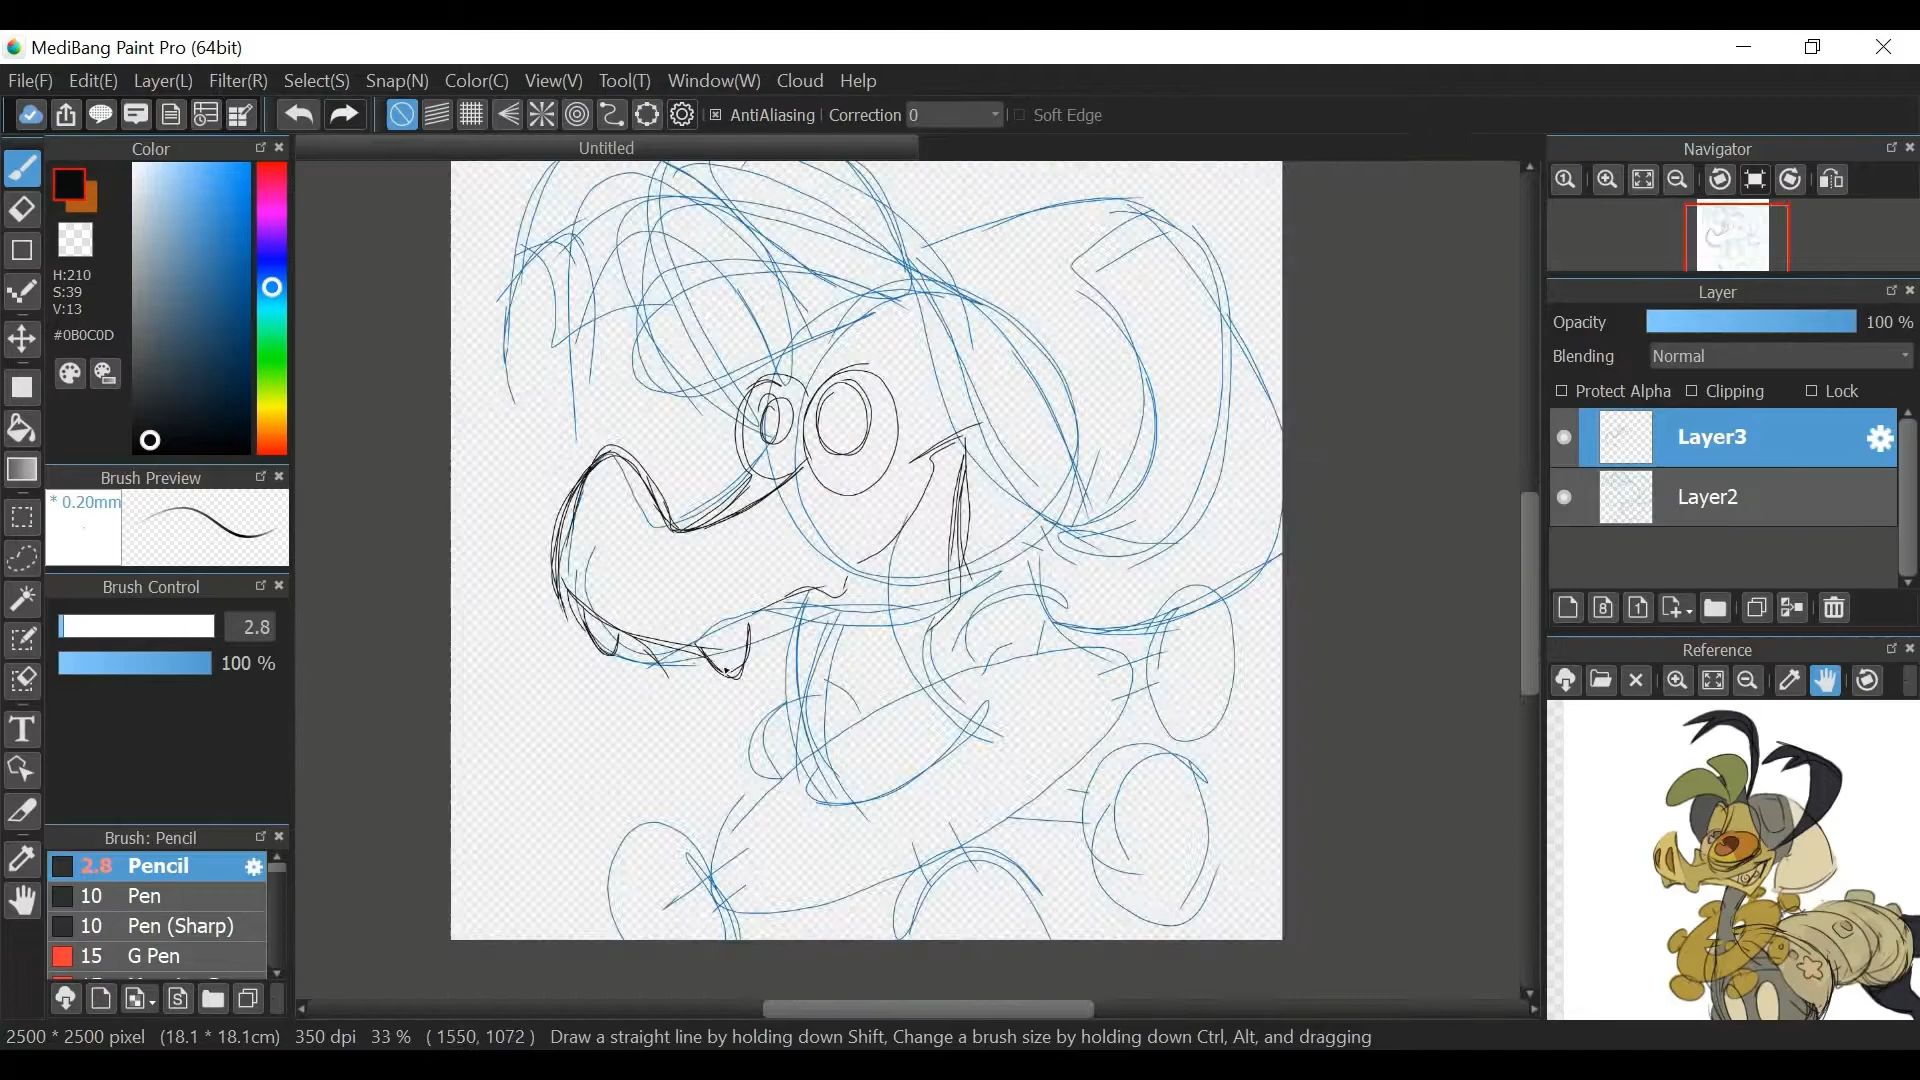 MediBang Paint Pro (64bit)
File(F) Edit(E) Layer(L) Filter(R) Select(S) Snap(N) Color(C) View(V) Tool(T) Window(W) Cloud Help
AntiAliasing Correction 0 Soft Edge
Color
Untitled
Navigator
H:210
S:39
V:13
#0B0C0D
Layer
Opacity 100 %
Blending Normal
Protect Alpha Clipping Lock
Layer3
Layer2
Brush Preview
* 0.20mm
Brush Control
2.8
100 %
Reference
Brush: Pencil
2.8 Pencil
10 Pen
10 Pen (Sharp)
15 G Pen
2500 * 2500 pixel (18.1 * 18.1cm) 350 dpi 33 % ( 1550, 1072 ) Draw a straight line by holding down Shift, Change a brush size by holding down Ctrl, Alt, and dragging